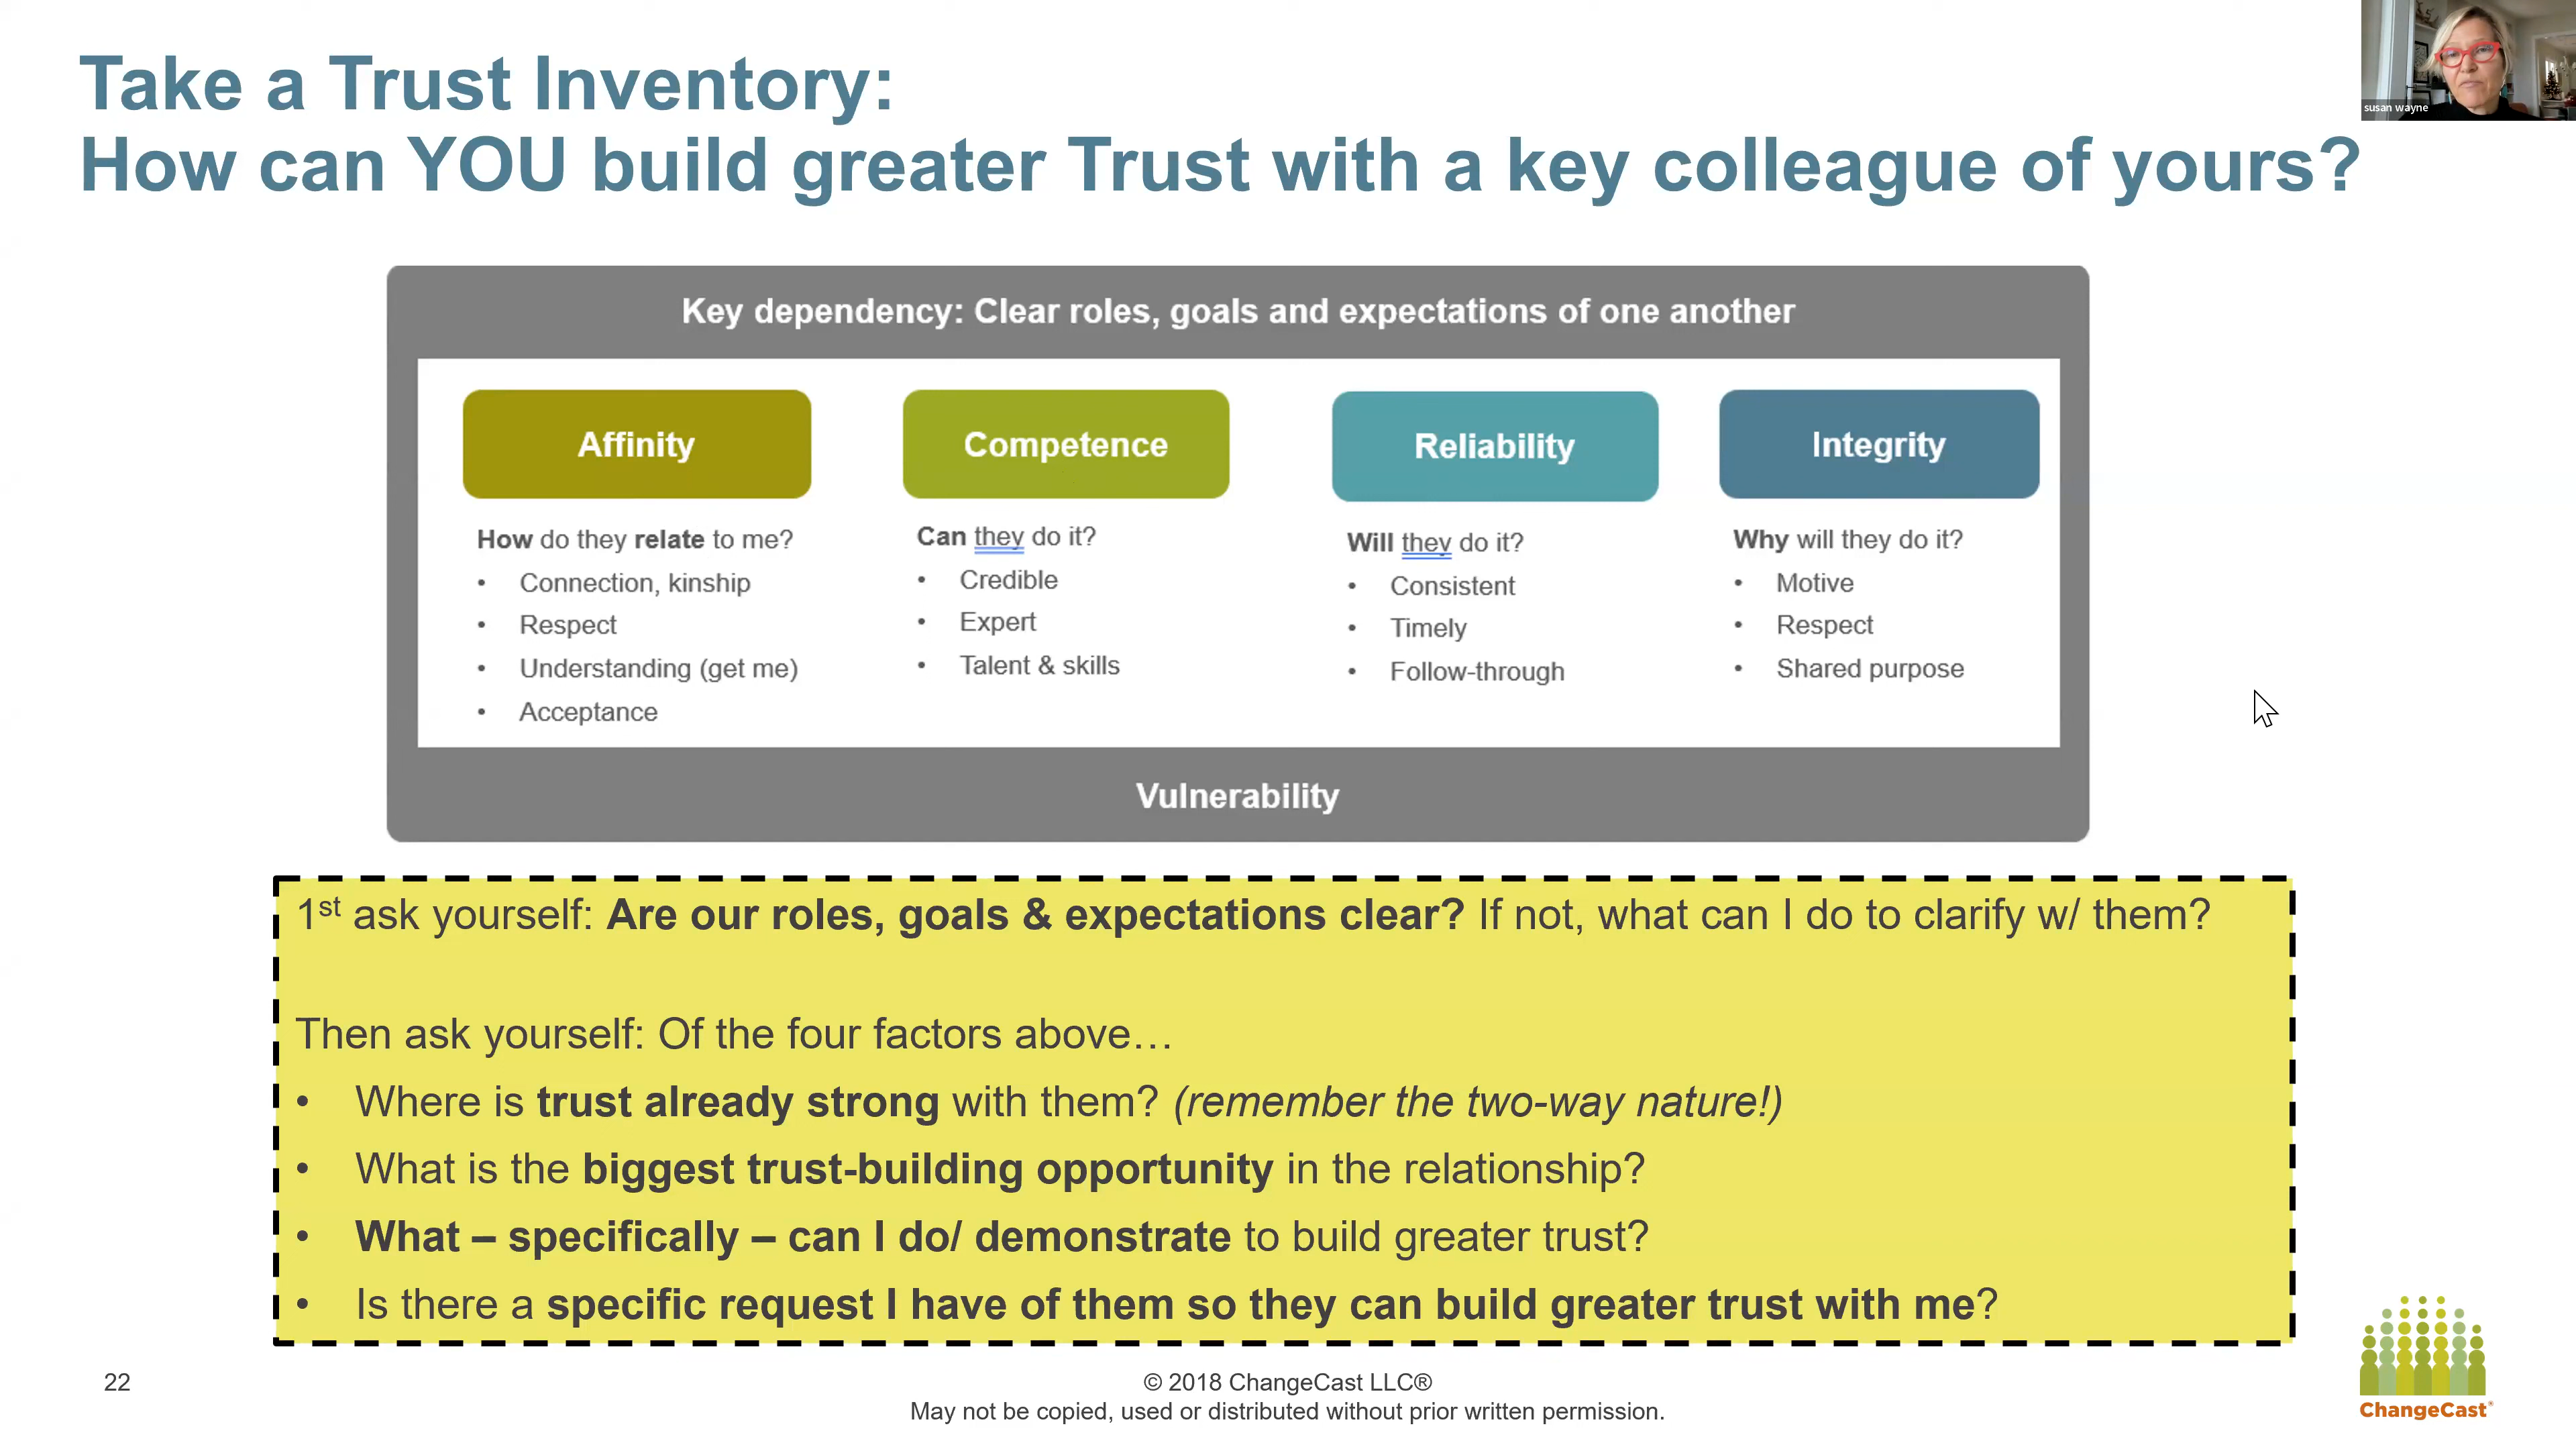 Take a Trust Inventory:
How can YOU build greater Trust with a key colleague of yours?
susan wayne
Key dependency: Clear roles, goals and expectations of one another
Affinity
How do they relate to me?
• Connection, kinship
• Respect
• Understanding (get me)
• Acceptance
Competence
Can they do it?
• Credible
• Expert
• Talent & skills
Reliability
Will they do it?
• Consistent
• Timely
• Follow-through
Integrity
Why will they do it?
• Motive
• Respect
• Shared purpose
Vulnerability
1st ask yourself: Are our roles, goals & expectations clear? If not, what can I do to clarify w/ them?
Then ask yourself: Of the four factors above…
• Where is trust already strong with them? (remember the two-way nature!)
• What is the biggest trust-building opportunity in the relationship?
• What – specifically – can I do/ demonstrate to build greater trust?
• Is there a specific request I have of them so they can build greater trust with me?
22
© 2018 ChangeCast LLC®
May not be copied, used or distributed without prior written permission.
ChangeCast®